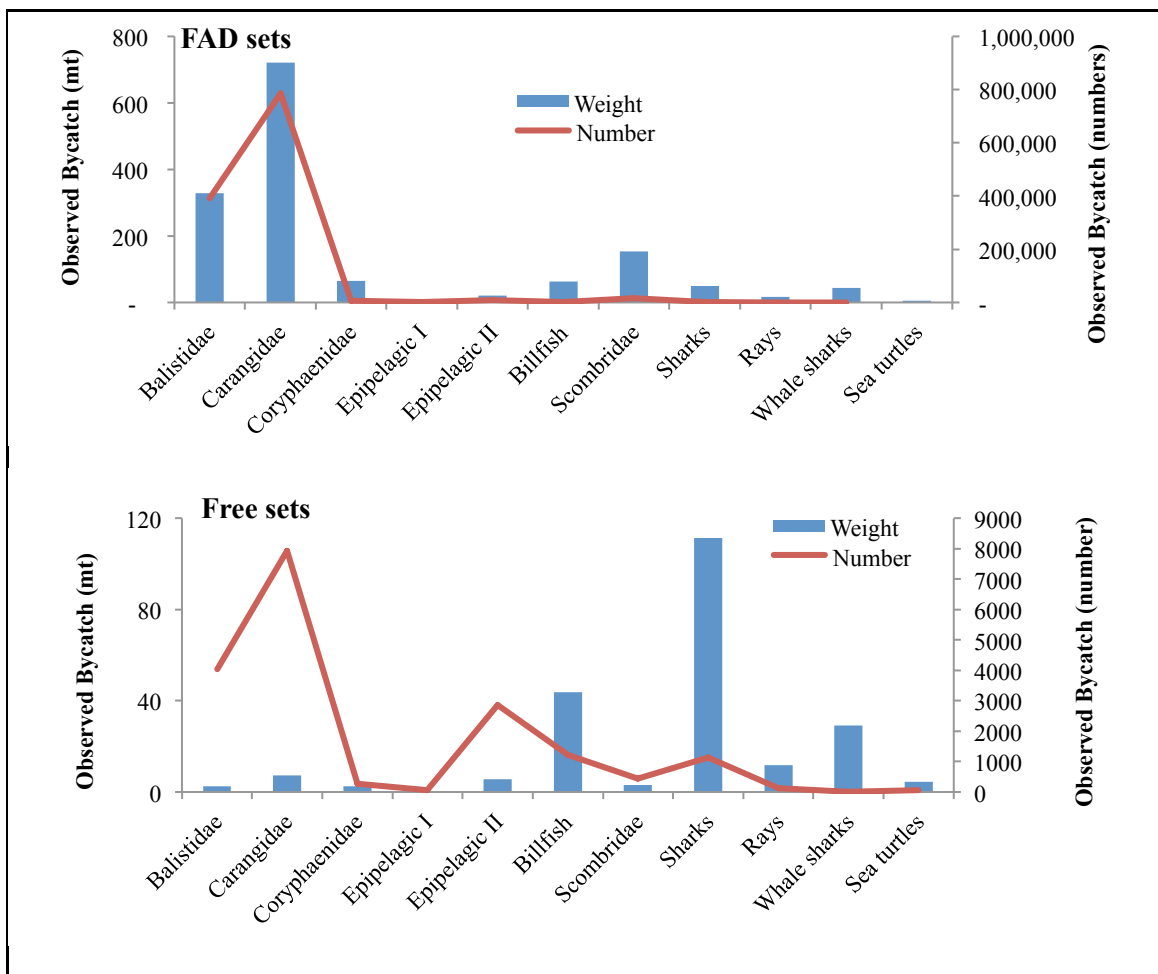 FAD sets
Observed Bycatch (mt)
800
600
400
200
-
Weight
Number
1,000,000
800,000
600,000
400,000
200,000
-
Observed Bycatch (numbers)
Balistidae
Carangidae
Coryphaenidae
Epipelagic I
Epipelagic II
Billfish
Scombridae
Sharks
Rays
Whale sharks
Sea turtles
Free sets
Observed Bycatch (mt)
120
80
40
0
Weight
Number
9000
8000
7000
6000
5000
4000
3000
2000
1000
0
Observed Bycatch (number)
Balistidae
Carangidae
Coryphaenidae
Epipelagic I
Epipelagic II
Billfish
Scombridae
Sharks
Rays
Whale sharks
Sea turtles